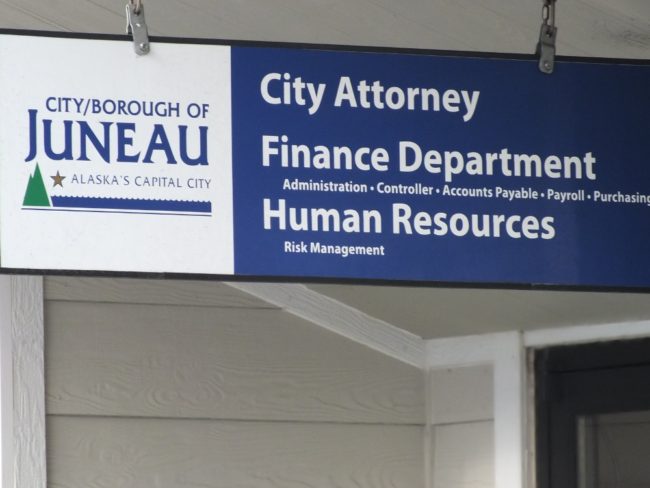 CITY/BOROUGH OF
JUNEAU
ALASKA'S CAPITAL CITY
City Attorney
Finance Department
Administration • Controller • Accounts Payable • Payroll • Purchasing
Human Resources
Risk Management